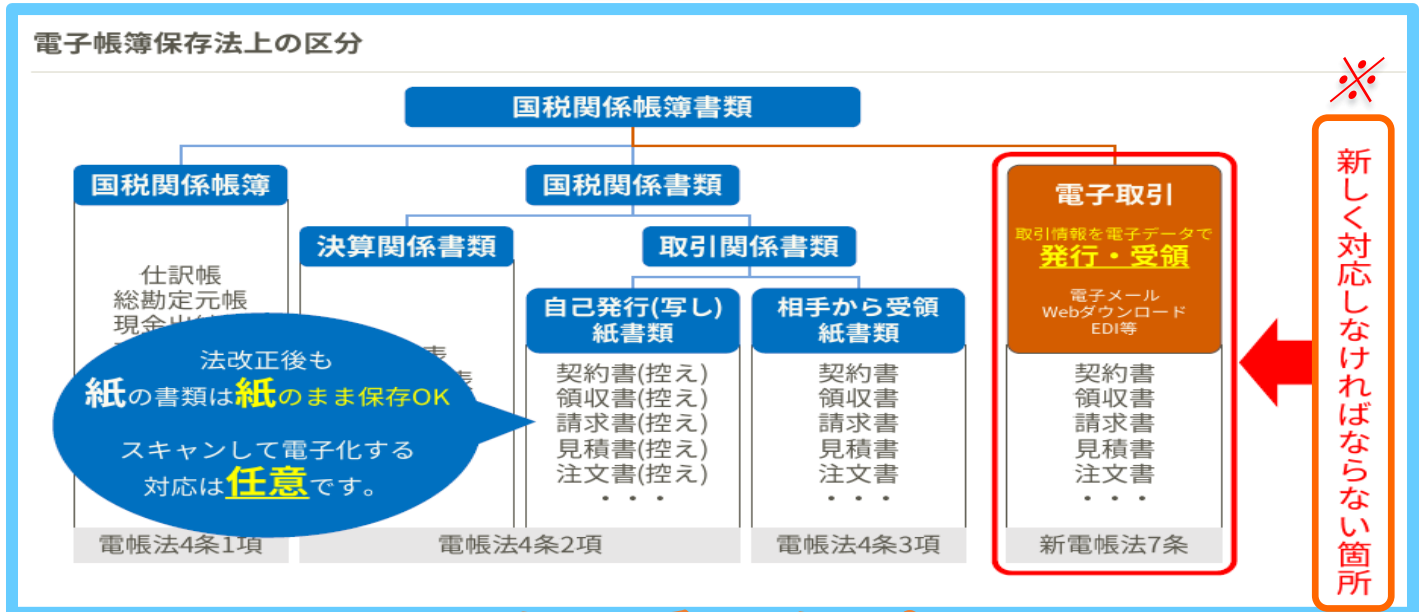 電子帳簿保存法上の区分
※
国税関係帳簿書類
国税関係帳簿
国税関係書類
電子取引
取引情報を電子データで
発行・受領
電子メール
Webダウンロード
EDI等
決算関係書類
取引関係書類
自己発行(写し)
紙書類
相手から受領
紙書類
仕訳帳
総勘定元帳
現金出
表
法改正後も
紙の書類は紙のまま保存OK
スキャンして電子化する
対応は任意です。
契約書(控え)
領収書(控え)
請求書(控え)
見積書(控え)
注文書(控え)
・・・
契約書
領収書
請求書
見積書
注文書
・・・
契約書
領収書
請求書
見積書
注文書
・・・
電帳法4条1項
電帳法4条2項
電帳法4条3項
新電帳法7条
新しく対応しなければならない箇所